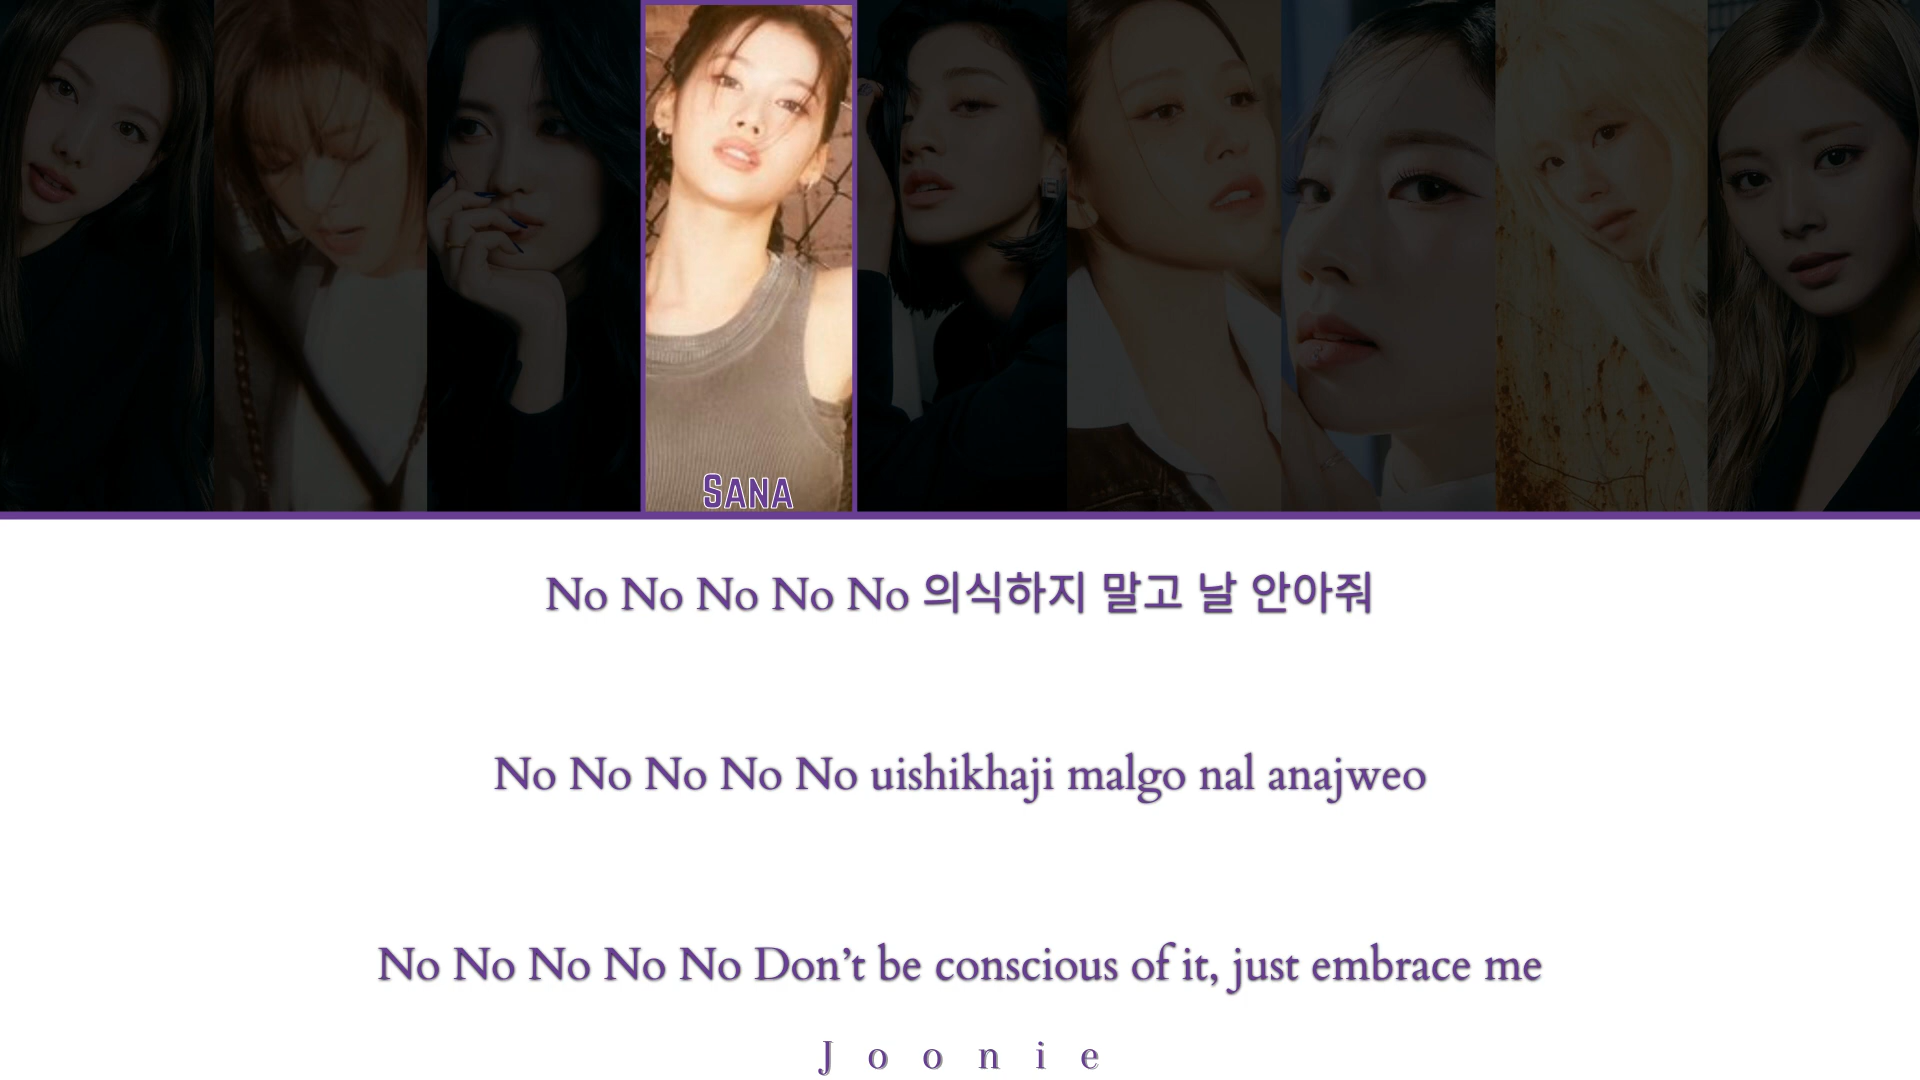 SANA
No No No No No 의식하지 말고 날 안아줘
No No No No No uishikhaji malgo nal anajweo
No No No No No Don't be conscious of it, just embrace me
Joonie